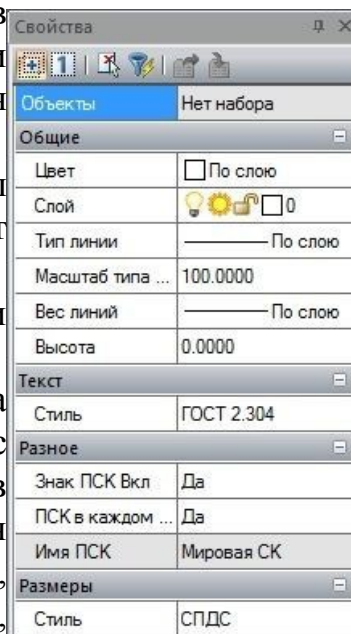 Свойства
1
Объекты Нет набора
Общие
Цвет По слою
Слой 0
Тип линии По слою
Масштаб типа ... 100.0000
Вес линий По слою
Высота 0.0000
Текст
Стиль ГОСТ 2.304
Разное
Знак ПСК Вкл Да
ПСК в каждом ... Да
Имя ПСК Мировая СК
Размеры
Стиль СПДС